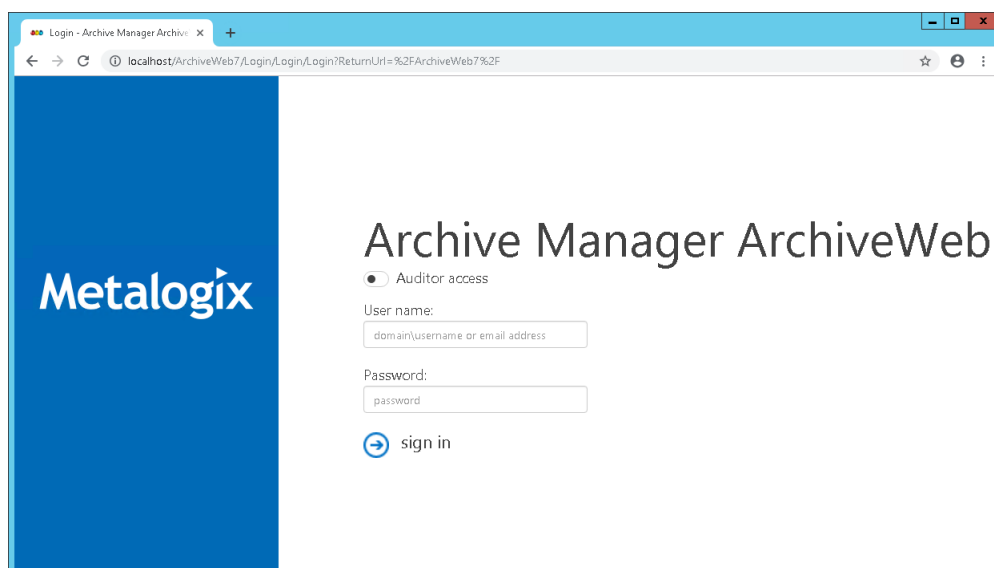 Login - Archive Manager Archive
localhost/ArchiveWeb7/Login/Login/Login?ReturnUrl=%2FArchiveWeb7%2F
Metalogix
Archive Manager ArchiveWeb
Auditor access
User name:
domain\username or email address
Password:
password
sign in